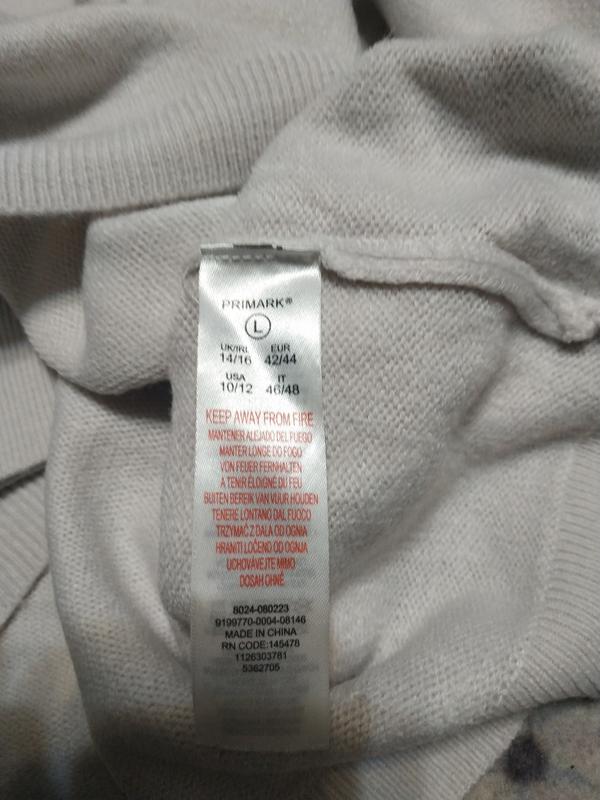 PRIMARK®
L
UK/IRL EUR
14/16 42/44
USA IT
10/12 46/48
KEEP AWAY FROM FIRE
MANTENER ALEJADO DEL FUEGO
MANTER LONGE DO FOGO
VON FEUER FERNHALTEN
A TENIR ÉLOIGNÉ DU FEU
BUITEN BEREIK VAN VUUR HOUDEN
TENERE LONTANO DAL FUOCO
TRZYMAĆ Z DALA OD OGNIA
HRANITI LOČENO OD OGNJA
UCHOVÁVEJTE MIMO
DOSAH OHNĚ
8024-080223
9199770-0004-08146
MADE IN CHINA
RN CODE:145478
1126303781
5362705